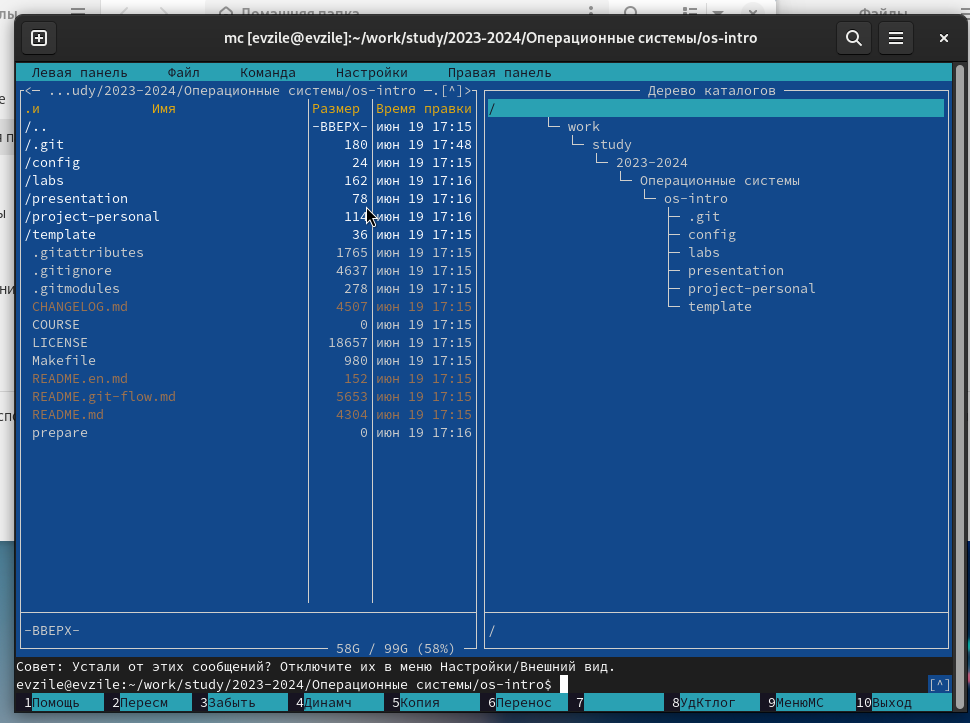 Домашняя папка
Файлы
mc [evzile@evzile]:~/work/study/2023-2024/Операционные системы/os-intro
Левая панель Файл Команда Настройки Правая панель
<─ ...udy/2023-2024/Операционные системы/os-intro ─.[^]>
.и Имя Размер Время правки
/.. -ВВЕРХ- июн 19 17:15
/.git 180 июн 19 17:48
/config 24 июн 19 17:15
/labs 162 июн 19 17:16
/presentation 78 июн 19 17:16
/project-personal 114 июн 19 17:16
/template 36 июн 19 17:15
.gitattributes 1765 июн 19 17:15
.gitignore 4637 июн 19 17:15
.gitmodules 278 июн 19 17:15
CHANGELOG.md 4507 июн 19 17:15
COURSE 0 июн 19 17:15
LICENSE 18657 июн 19 17:15
Makefile 980 июн 19 17:15
README.en.md 152 июн 19 17:15
README.git-flow.md 5653 июн 19 17:15
README.md 4304 июн 19 17:15
prepare 0 июн 19 17:16
-ВВЕРХ-
58G / 99G (58%)
Дерево каталогов
/
work
study
2023-2024
Операционные системы
os-intro
.git
config
labs
presentation
project-personal
template
/
Совет: Устали от этих сообщений? Отключите их в меню Настройки/Внешний вид.
evzile@evzile:~/work/study/2023-2024/Операционные системы/os-intro$ [^]
1Помощь 2Пересм 3Забыть 4Динамч 5Копия 6Перенос 7 8УдКтлог 9МенюMC 10Выход